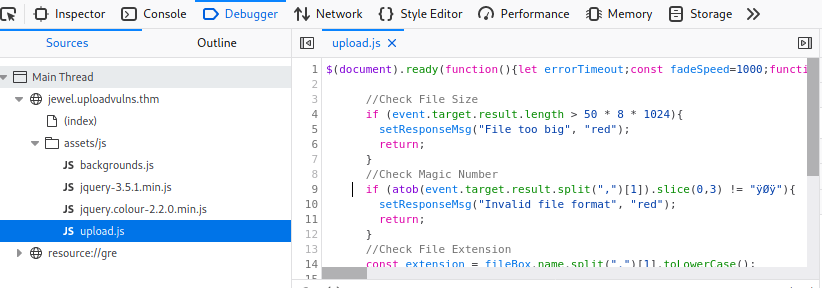 Inspector Console Debugger Network Style Editor Performance Memory Storage
Sources Outline upload.js
Main Thread
jewel.uploadvulns.thm
(index)
assets/js
JS backgrounds.js
JS jquery-3.5.1.min.js
JS jquery.colour-2.2.0.min.js
JS upload.js
resource://gre
1 $(document).ready(function(){let errorTimeout;const fadeSpeed=1000;functi
2
3 //Check File Size
4 if (event.target.result.length > 50 * 8 * 1024){
5 setResponseMsg("File too big", "red");
6 return;
7 }
8 //Check Magic Number
9 if (atob(event.target.result.split(",")[1]).slice(0,3) != "ÿØÿ"){
10 setResponseMsg("Invalid file format", "red");
11 return;
12 }
13 //Check File Extension
14 const extension = fileBox.name.split(".")[1].toLowerCase();
15